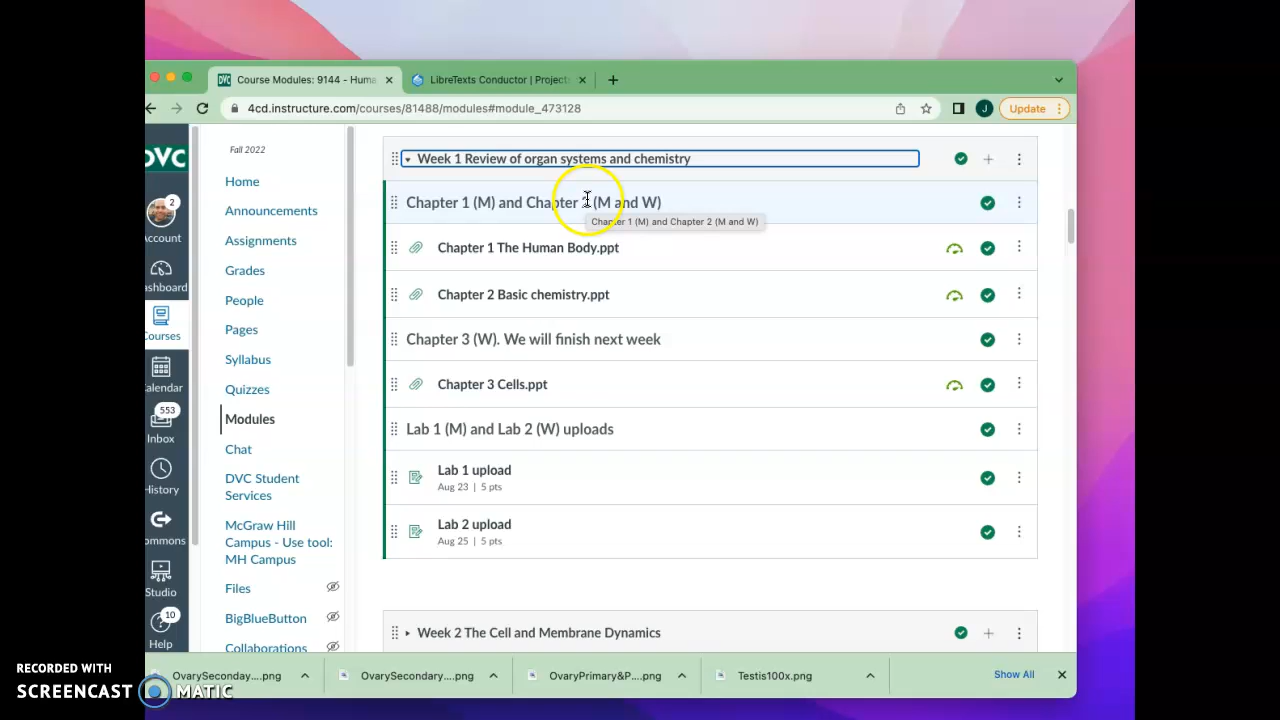 Course Modules: 9144 - Huma
LibreTexts Conductor | Projects
4cd.instructure.com/courses/81488/modules#module_473128
J
Update
DVC
2
Account
ashboard
Courses
Calendar
553
Inbox
History
ommons
Studio
10
Help
Fall 2022
Home
Announcements
Assignments
Grades
People
Pages
Syllabus
Quizzes
Modules
Chat
DVC Student
Services
McGraw Hill
Campus - Use tool:
MH Campus
Files
BigBlueButton
Collaborations
Week 1 Review of organ systems and chemistry
Chapter 1 (M) and Chapter 2 (M and W)
Chapter 1 (M) and Chapter 2 (M and W)
Chapter 1 The Human Body.ppt
Chapter 2 Basic chemistry.ppt
Chapter 3 (W). We will finish next week
Chapter 3 Cells.ppt
Lab 1 (M) and Lab 2 (W) uploads
Lab 1 upload
Aug 23 | 5 pts
Lab 2 upload
Aug 25 | 5 pts
Week 2 The Cell and Membrane Dynamics
OvarySeconday....png
OvarySecondary....png
OvaryPrimary&P....png
Testis100x.png
Show All
RECORDED WITH
SCREENCAST MATIC